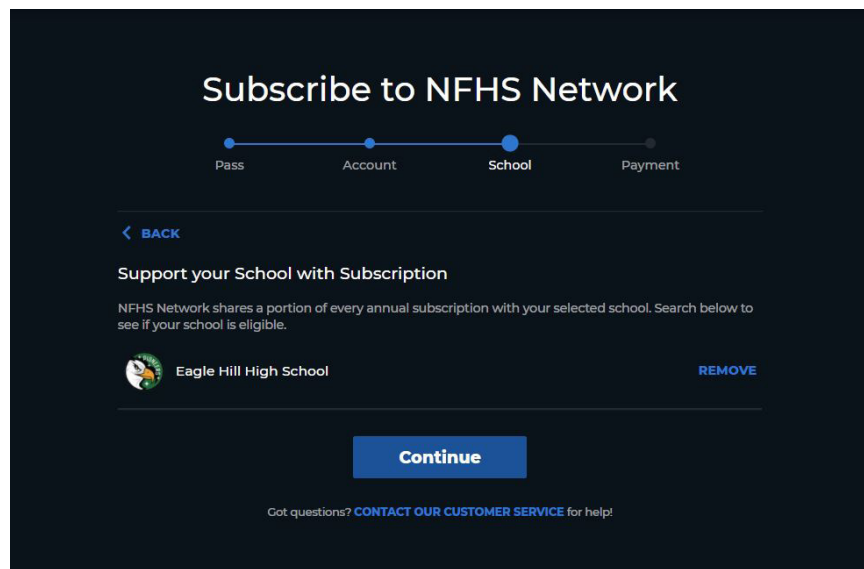 Subscribe to NFHS Network
Pass
Account
School
Payment
BACK
Support your School with Subscription
NFHS Network shares a portion of every annual subscription with your selected school. Search below to
see if your school is eligible.
Eagle Hill High School
REMOVE
Continue
Got questions? CONTACT OUR CUSTOMER SERVICE for help!